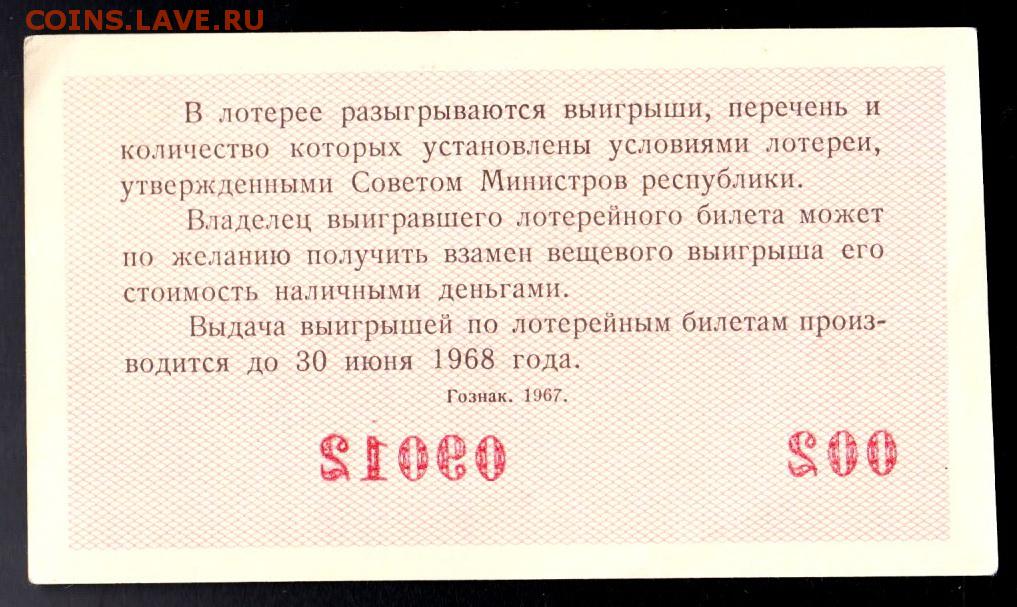 COINS.LAVE.RU
В лотерее разыгрываются выигрыши, перечень и
количество которых установлены условиями лотереи,
утвержденными Советом Министров республики.
Владелец выигравшего лотерейного билета может
по желанию получить взамен вещевого выигрыша его
стоимость наличными деньгами.
Выдача выигрышей по лотерейным билетам произ-
водится до 30 июня 1968 года.
Гознак. 1967.
002 09012